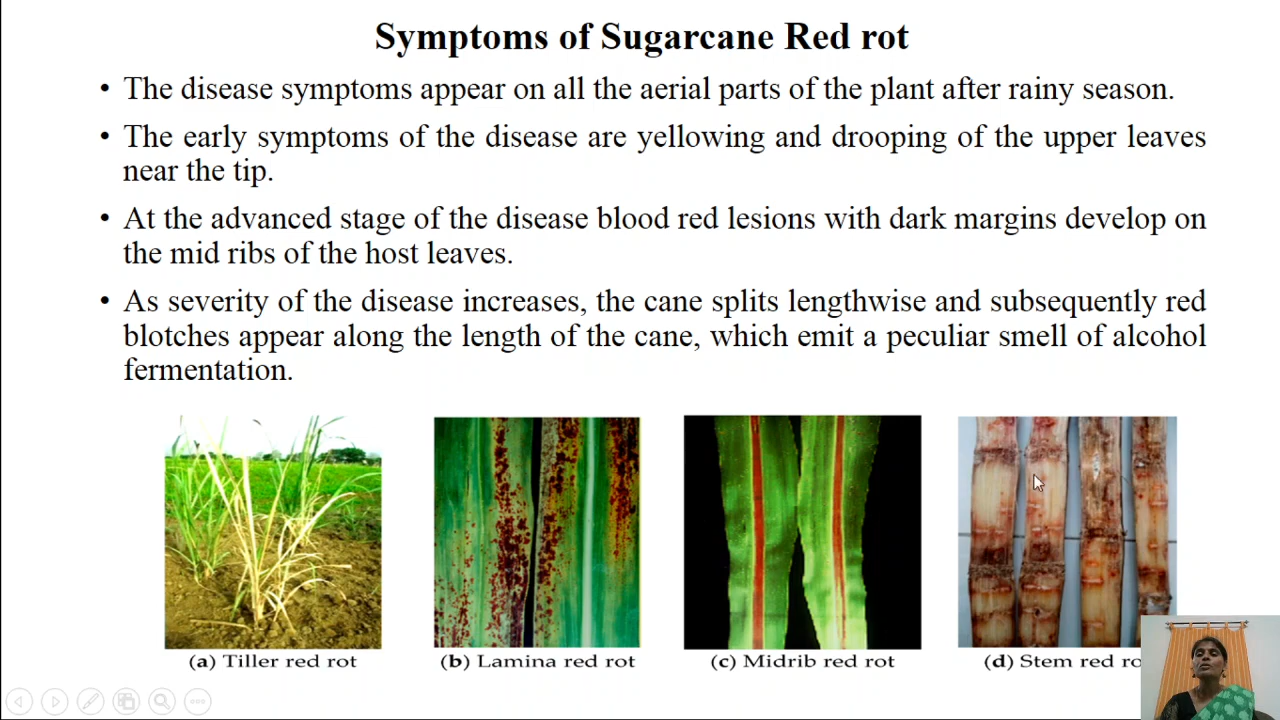 Symptoms of Sugarcane Red rot
• The disease symptoms appear on all the aerial parts of the plant after rainy season.
• The early symptoms of the disease are yellowing and drooping of the upper leaves
near the tip.
• At the advanced stage of the disease blood red lesions with dark margins develop on
the mid ribs of the host leaves.
• As severity of the disease increases, the cane splits lengthwise and subsequently red
blotches appear along the length of the cane, which emit a peculiar smell of alcohol
fermentation.
(a) Tiller red rot
(b) Lamina red rot
(c) Midrib red rot
(d) Stem red